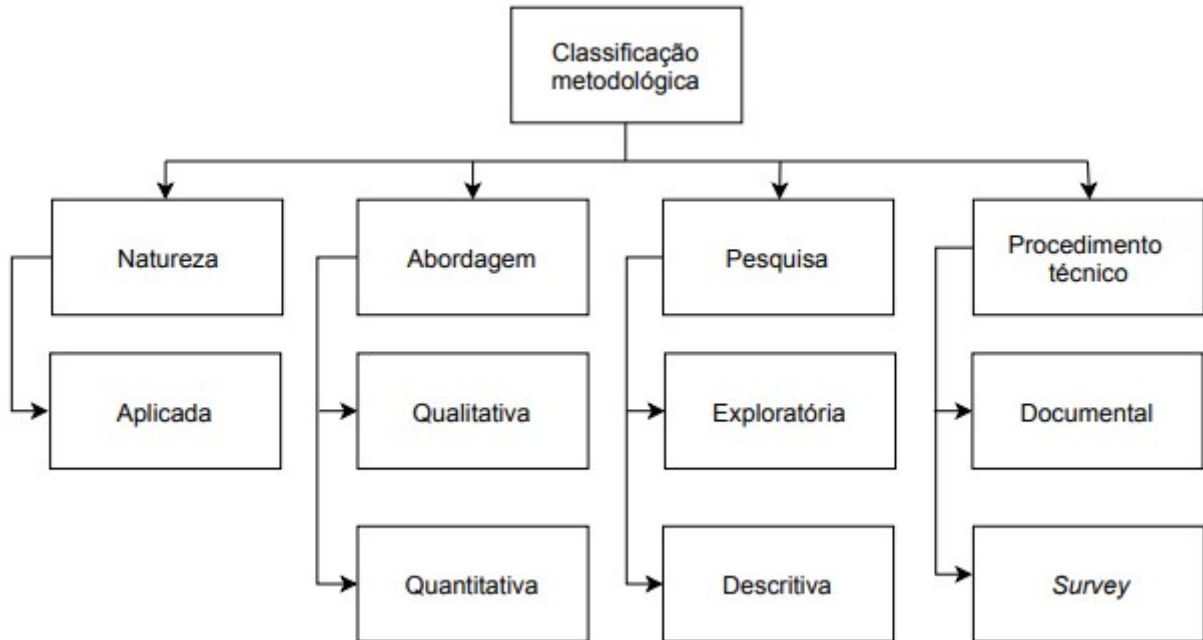 Classificação
metodológica
Natureza
Abordagem
Pesquisa
Procedimento
técnico
Aplicada
Qualitativa
Exploratória
Documental
Quantitativa
Descritiva
Survey